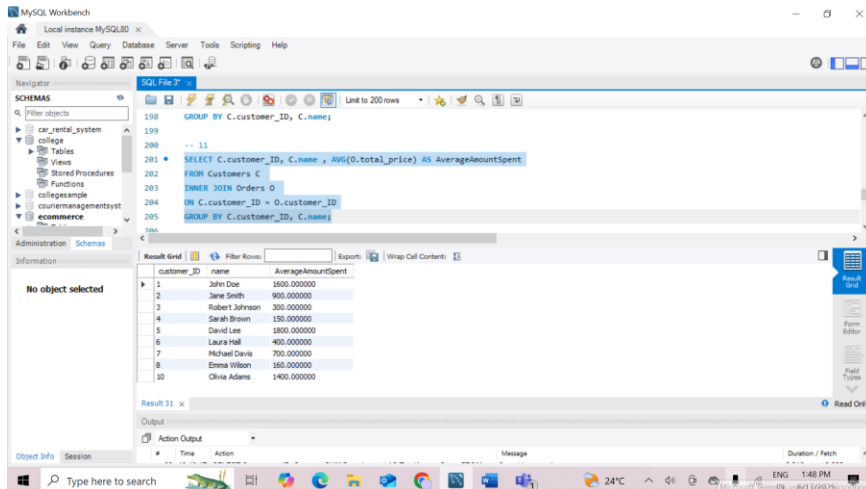 MySQL Workbench
Local instance MySQL80
File Edit View Query Database Server Tools Scripting Help
Navigator
SQL File 3*
SCHEMAS
Filter objects
Limit to 200 rows
car_rental_system
college
Tables
Views
Stored Procedures
Functions
collegesample
couriermanagementsyst
ecommerce
Administration Schemas
Information
No object selected
Object Info Session
198 GROUP BY C.customer_ID, C.name;
199
200 -- 11
201 SELECT C.customer_ID, C.name , AVG(O.total_price) AS AverageAmountSpent
202 FROM Customers C
203 INNER JOIN Orders O
204 ON C.customer_ID = O.customer_ID
205 GROUP BY C.customer_ID, C.name;
206
Result Grid Filter Rows: Export: Wrap Cell Content:
customer_ID name AverageAmountSpent
1 John Doe 1600.000000
2 Jane Smith 900.000000
3 Robert Johnson 300.000000
4 Sarah Brown 150.000000
5 David Lee 1800.000000
6 Laura Hall 400.000000
7 Michael Davis 700.000000
8 Emma Wilson 160.000000
10 Olivia Adams 1400.000000
Result Grid
Form Editor
Field Types
Result 31
Read Onl
Output
Action Output
# Time Action Message Duration / Fetch
Type here to search
24°C
ENG 1:48 PM
IN 6/17/2025